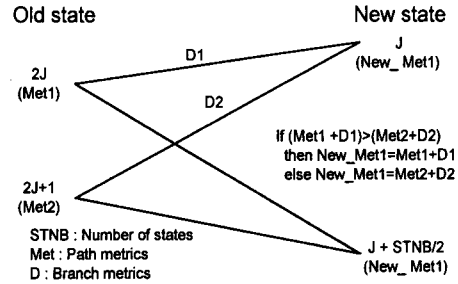 Old state
New state
D1
J
(New_ Met1)
2J
(Met1)
D2
if (Met1 +D1)>(Met2+D2)
then New_Met1=Met1+D1
else New_Met1=Met2+D2
2J+1
(Met2)
STNB : Number of states
Met : Path metrics
D : Branch metrics
J + STNB/2
(New_ Met1)